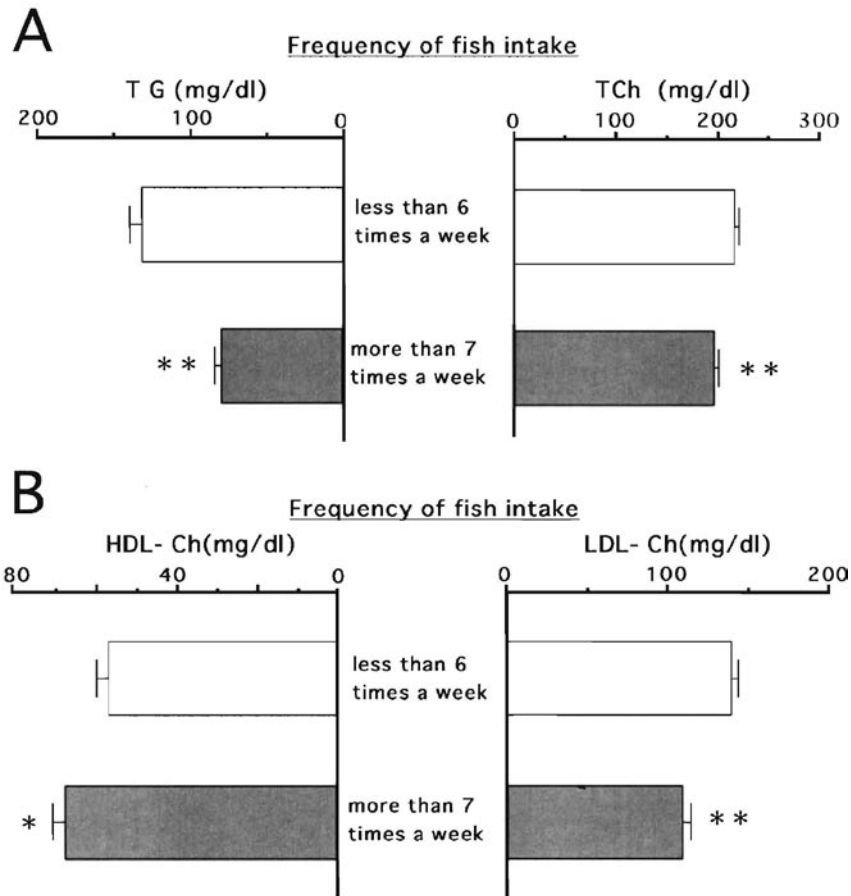 A
Frequency of fish intake
T G (mg/dl)
TCh (mg/dl)
200 100 0
0 100 200 300
less than 6
times a week
more than 7
times a week
* *
* *
B
Frequency of fish intake
HDL- Ch(mg/dl)
LDL- Ch(mg/dl)
80 40 0
0 100 200
less than 6
times a week
more than 7
times a week
*
* *